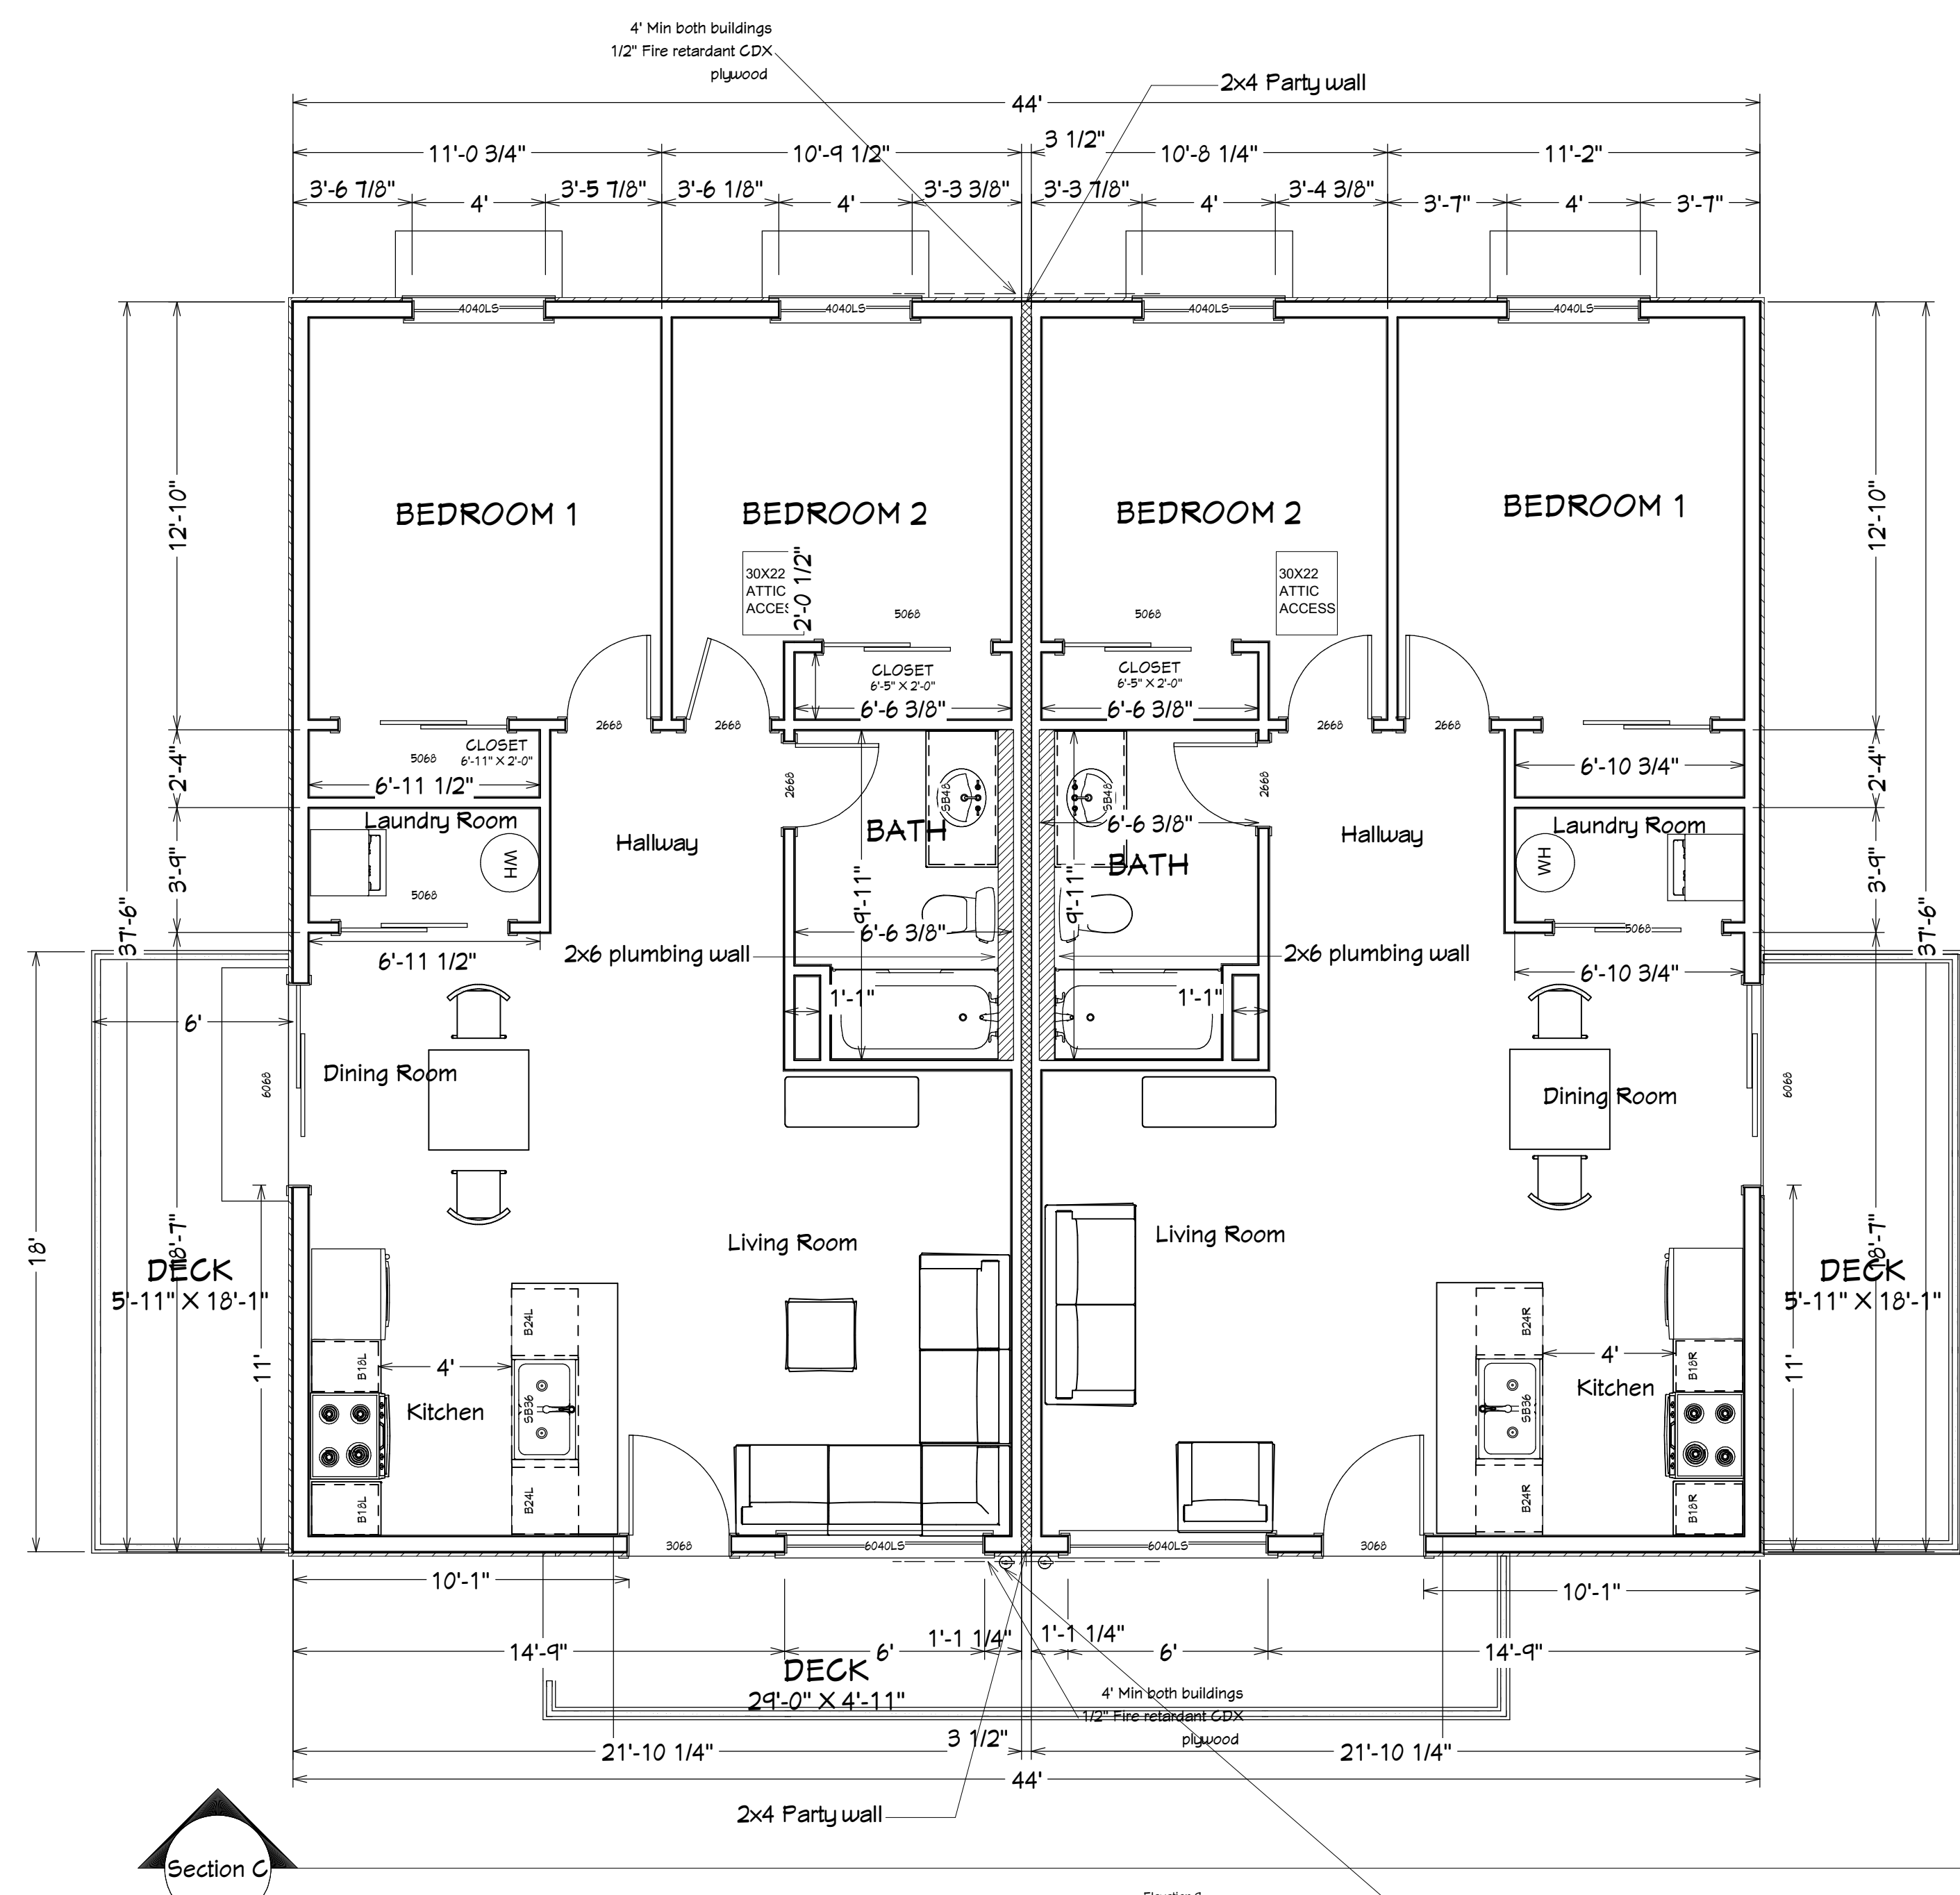 4' Min both buildings
1/2" Fire retardant CDX
plywood
2x4 Party wall
44'
11'-0 3/4"
10'-9 1/2"
3 1/2"
10'-8 1/4"
11'-2"
3'-6 7/8"
4'
3'-5 7/8"
3'-6 1/8"
4'
3'-3 3/8"
3'-3 7/8"
4'
3'-4 3/8"
3'-7"
4'
3'-7"
4040LS
4040LS
4040LS
4040LS
12'-10"
BEDROOM 1
BEDROOM 2
BEDROOM 2
BEDROOM 1
12'-10"
30X22
ATTIC
ACCES
2'-0 1/2"
5068
5068
30X22
ATTIC
ACCESS
CLOSET
6'-5" X 2'-0"
6'-6 3/8"
CLOSET
6'-5" X 2'-0"
6'-6 3/8"
2668
2668
2668
2668
2'-4"
CLOSET
6'-11" X 2'-0"
5068
6'-11 1/2"
2668
SB48
SB48
2668
6'-10 3/4"
2'-4"
Laundry Room
Hallway
BATH
6'-6 3/8"
BATH
Hallway
Laundry Room
3'-9"
WH
5068
WH
3'-9"
37'-6"
9'-11"
9'-11"
37'-6"
6'-6 3/8"
5068
6'-11 1/2"
2x6 plumbing wall
2x6 plumbing wall
6'-10 3/4"
1'-1"
1'-1"
6'
6068
Dining Room
Dining Room
6068
18'
18'-7"
DECK
5'-11" X 18'-1"
11'
Living Room
Living Room
18'-7"
DECK
5'-11" X 18'-1"
11'
B24L
B18L
4'
Kitchen
SB36
B24L
B18L
B24R
4'
B18R
Kitchen
SB36
B24R
B18R
3068
6040LS
6040LS
3068
10'-1"
10'-1"
14'-9"
6'
1'-1 1/4"
1'-1 1/4"
6'
14'-9"
DECK
29'-0" X 4'-11"
4' Min both buildings
1/2" Fire retardant CDX
plywood
21'-10 1/4"
3 1/2"
21'-10 1/4"
44'
2x4 Party wall
Section C